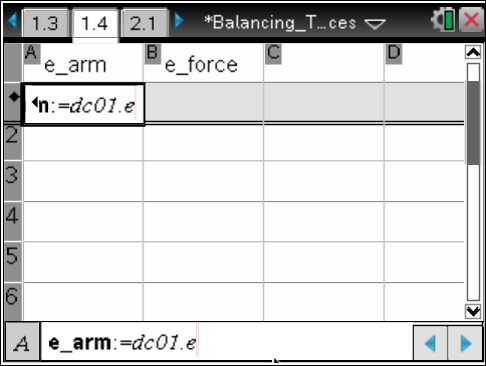 1.3 1.4 2.1 *Balancing_T...ces
A e_arm B e_force C D
n:=dc01.e
2
3
4
5
6
A e_arm:=dc01.e